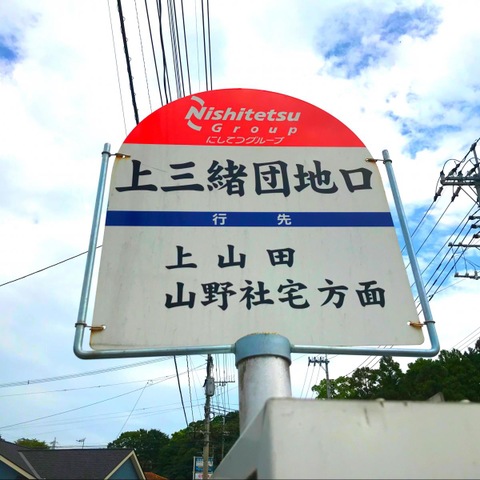 Nishitetsu
Group
にしてつグループ
上三緒団地口
行先
上山田
山野社宅方面